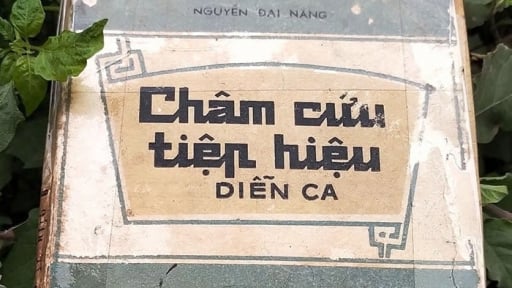 NGUYỄN ĐẠI NĂNG
Châm cứu
tiệp hiệu
DIỄN CA